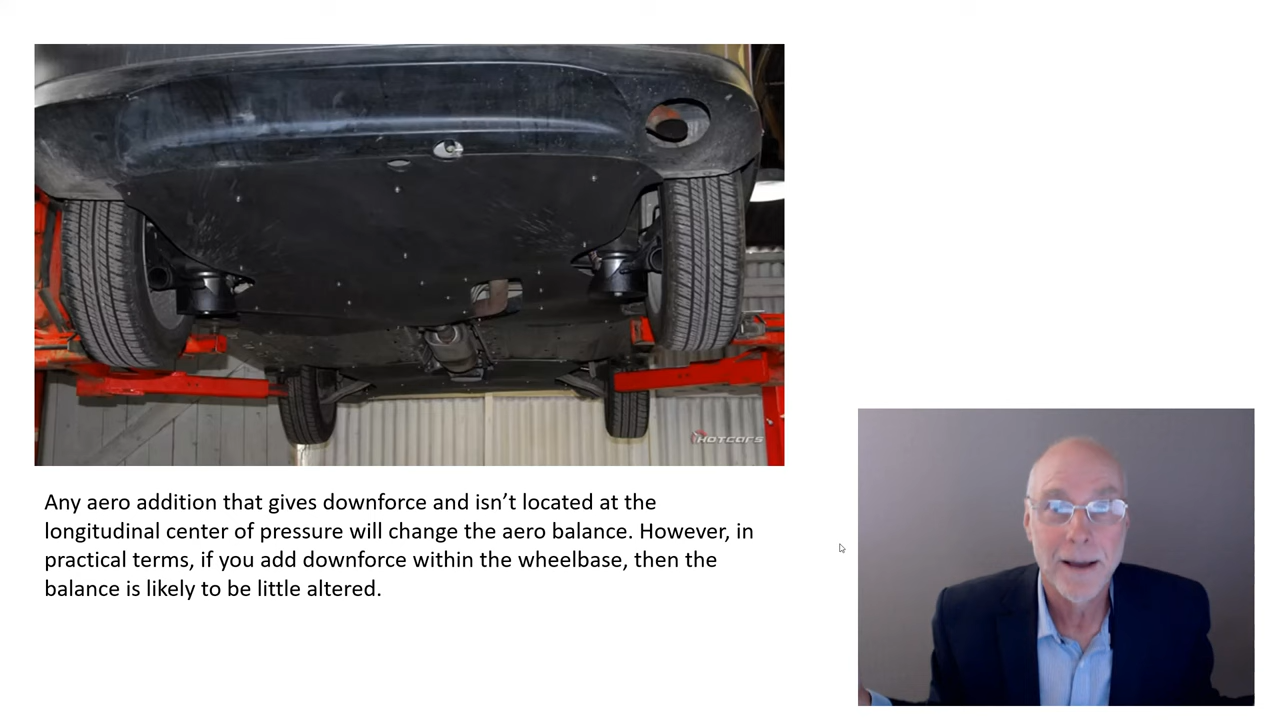 HOTCARS
Any aero addition that gives downforce and isn’t located at the
longitudinal center of pressure will change the aero balance. However, in
practical terms, if you add downforce within the wheelbase, then the
balance is likely to be little altered.